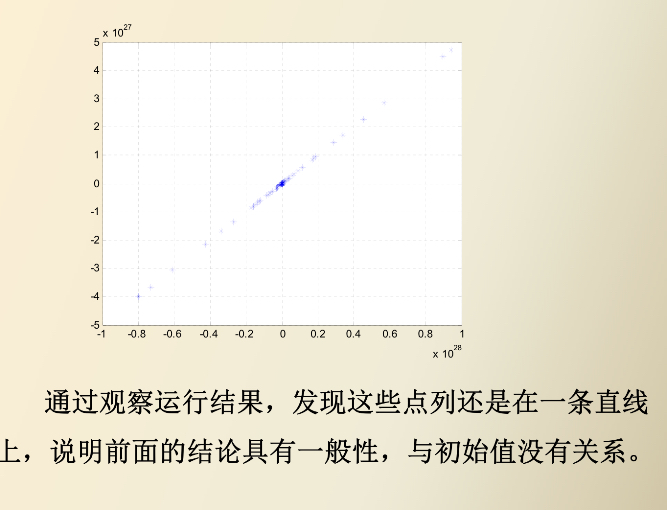 x 10^27
5
4
3
2
1
0
-1
-2
-3
-4
-5
-1 -0.8 -0.6 -0.4 -0.2 0 0.2 0.4 0.6 0.8 1
x 10^28
通过观察运行结果，发现这些点列还是在一条直线
上，说明前面的结论具有一般性，与初始值没有关系。